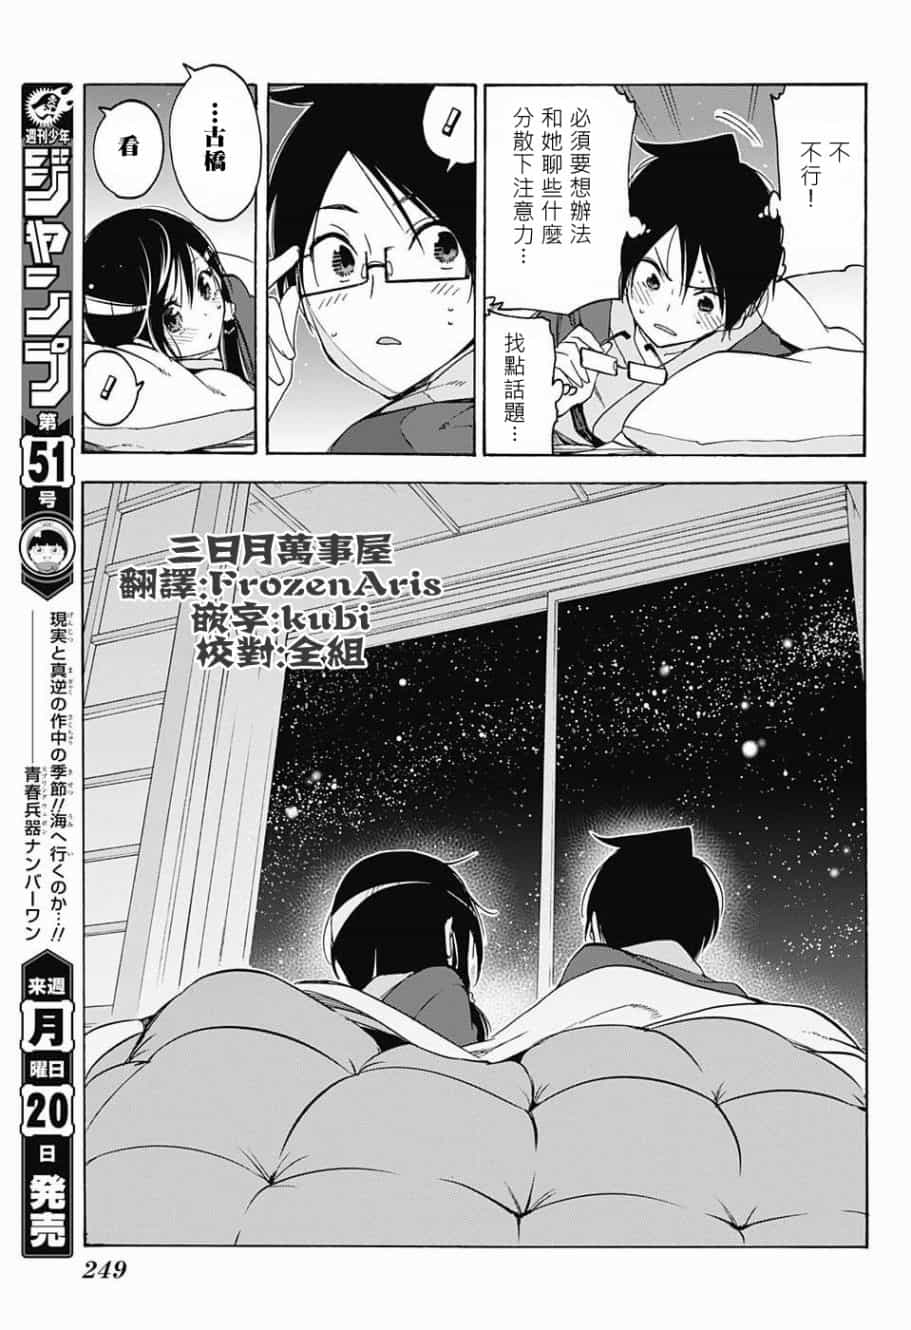 不
不行！
必須要想辦法
和她聊些什麼
分散下注意力…
找點話題…
！
…古橋
看
！
三日月萬事屋
翻譯:FrozenAris
嵌字:kubi
校對:全組
週刊少年
ジャンプ
第
51
号
現実と真逆の作中の季節!!海へ行くのか…!!
青春兵器ナンバーワン
来週
月
曜日
20
日
発売
249